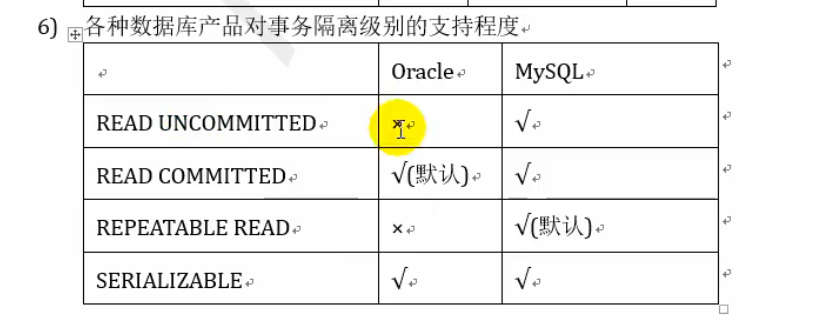 6) 各种数据库产品对事务隔离级别的支持程度
Oracle MySQL
READ UNCOMMITTED × √
READ COMMITTED √(默认) √
REPEATABLE READ × √(默认)
SERIALIZABLE √ √